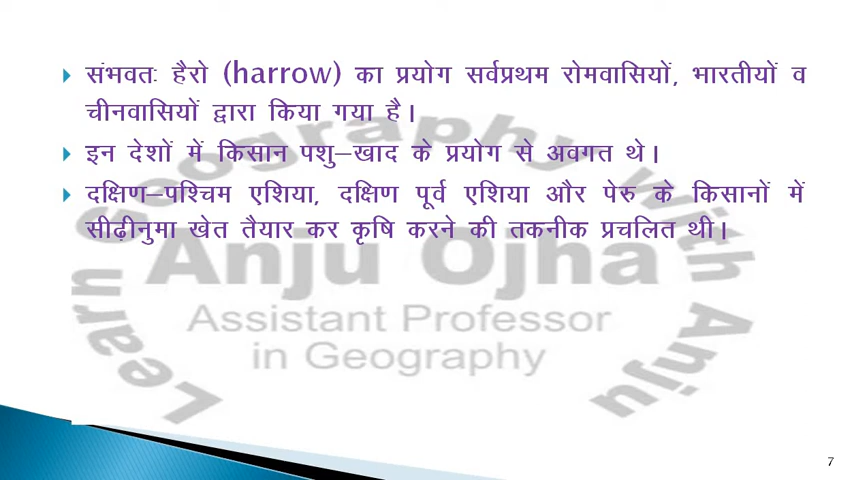 संभवतः हैरो (harrow) का प्रयोग सर्वप्रथम रोमवासियों, भारतीयों व
चीनवासियों द्वारा किया गया है।
इन देशों में किसान पशु–खाद के प्रयोग से अवगत थे।
दक्षिण–पश्चिम एशिया, दक्षिण पूर्व एशिया और पेरु के किसानों में
सीढ़ीनुमा खेत तैयार कर कृषि करने की तकनीक प्रचलित थी।
Learn Geography With Anju
Anju Ojha
Assistant Professor
in Geography
7